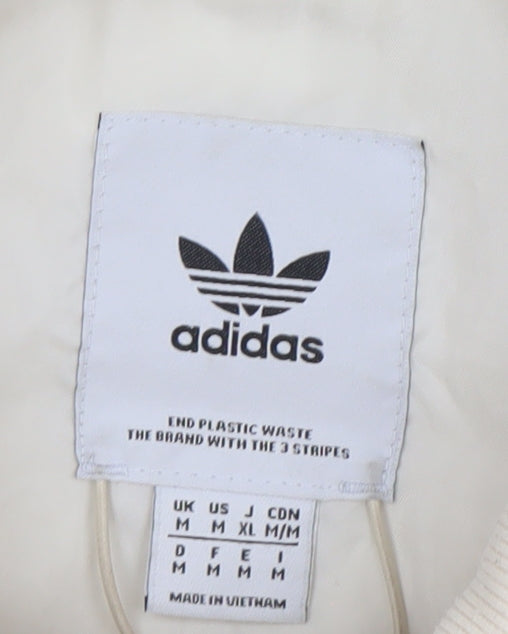 adidas
END PLASTIC WASTE
THE BRAND WITH THE 3 STRIPES
UK US J CDN
M M XL M/M
D F E I
M M M M
MADE IN VIETNAM